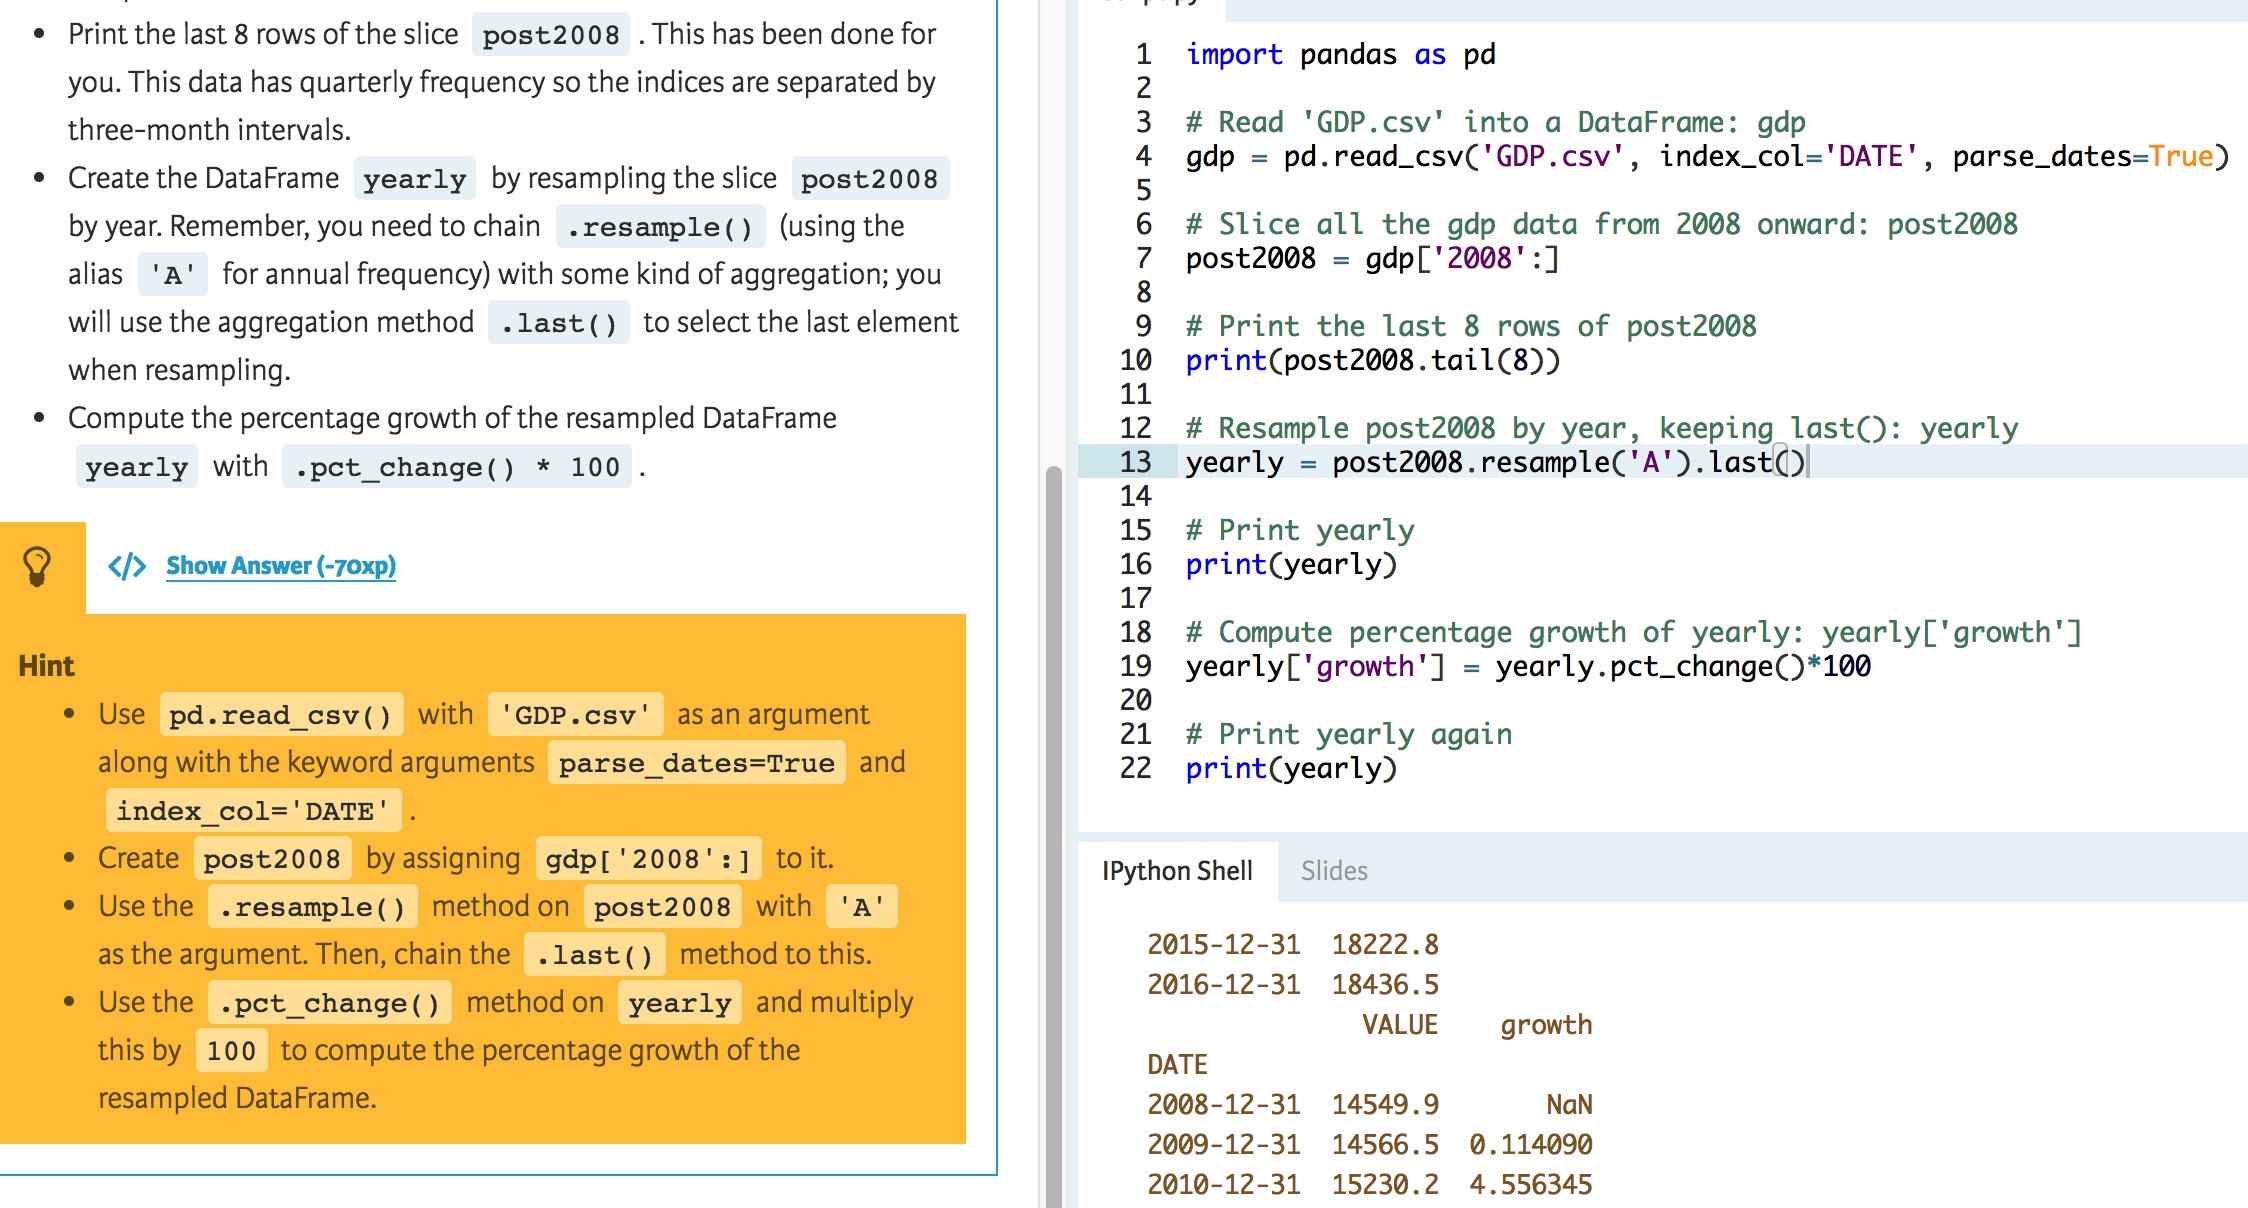 • Print the last 8 rows of the slice post2008 . This has been done for
you. This data has quarterly frequency so the indices are separated by
three-month intervals.
• Create the DataFrame yearly by resampling the slice post2008
by year. Remember, you need to chain .resample() (using the
alias 'A' for annual frequency) with some kind of aggregation; you
will use the aggregation method .last() to select the last element
when resampling.
• Compute the percentage growth of the resampled DataFrame
yearly with .pct_change() * 100 .
</> Show Answer (-70xp)
Hint
• Use pd.read_csv() with 'GDP.csv' as an argument
along with the keyword arguments parse_dates=True and
index_col='DATE' .
• Create post2008 by assigning gdp['2008':] to it.
• Use the .resample() method on post2008 with 'A'
as the argument. Then, chain the .last() method to this.
• Use the .pct_change() method on yearly and multiply
this by 100 to compute the percentage growth of the
resampled DataFrame.
1 import pandas as pd
2
3 # Read 'GDP.csv' into a DataFrame: gdp
4 gdp = pd.read_csv('GDP.csv', index_col='DATE', parse_dates=True)
5
6 # Slice all the gdp data from 2008 onward: post2008
7 post2008 = gdp['2008':]
8
9 # Print the last 8 rows of post2008
10 print(post2008.tail(8))
11
12 # Resample post2008 by year, keeping last(): yearly
13 yearly = post2008.resample('A').last()
14
15 # Print yearly
16 print(yearly)
17
18 # Compute percentage growth of yearly: yearly['growth']
19 yearly['growth'] = yearly.pct_change()*100
20
21 # Print yearly again
22 print(yearly)
IPython Shell Slides
2015-12-31 18222.8
2016-12-31 18436.5
VALUE growth
DATE
2008-12-31 14549.9 NaN
2009-12-31 14566.5 0.114090
2010-12-31 15230.2 4.556345